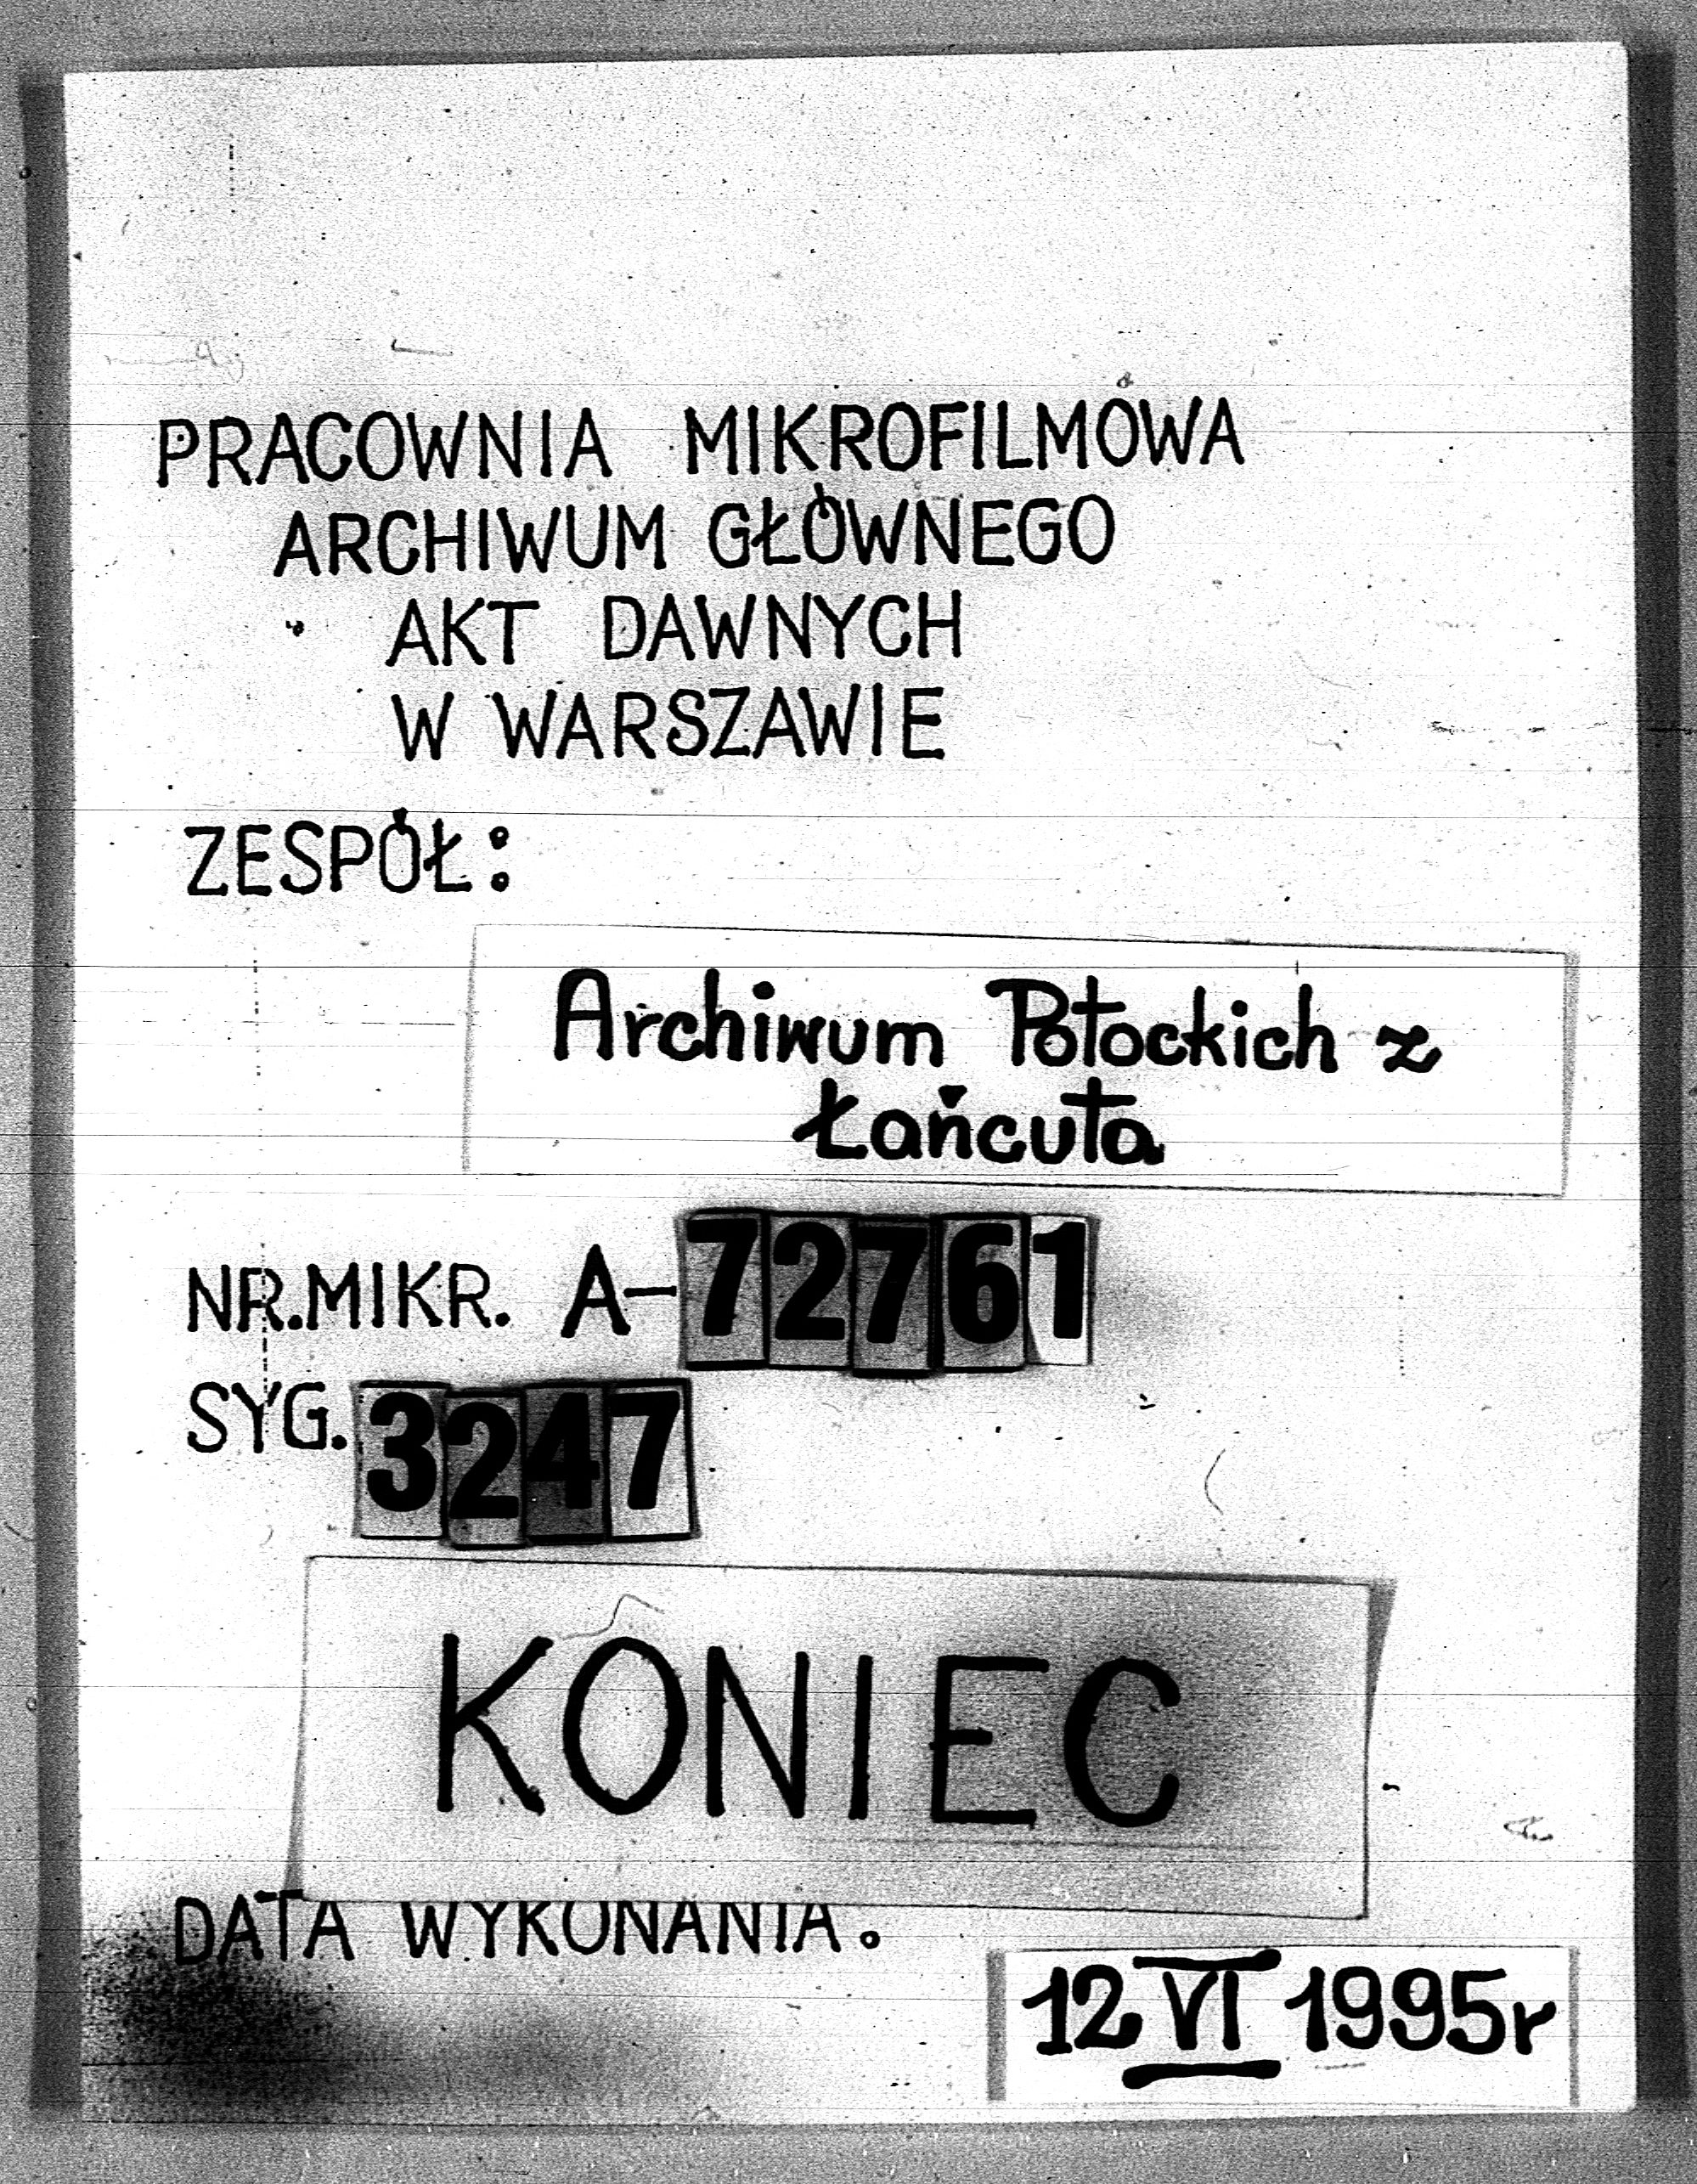 PRACOWNIA MIKROFILMOWA
ARCHIWUM GŁÓWNEGO
AKT DAWNYCH
W WARSZAWIE
ZESPÓŁ:
Archiwum Potockich z
Łańcuta
NR.MIKR. A-72761
SYG. 3247
KONIEC
DATA WYKONANIA.
12 VI 1995r